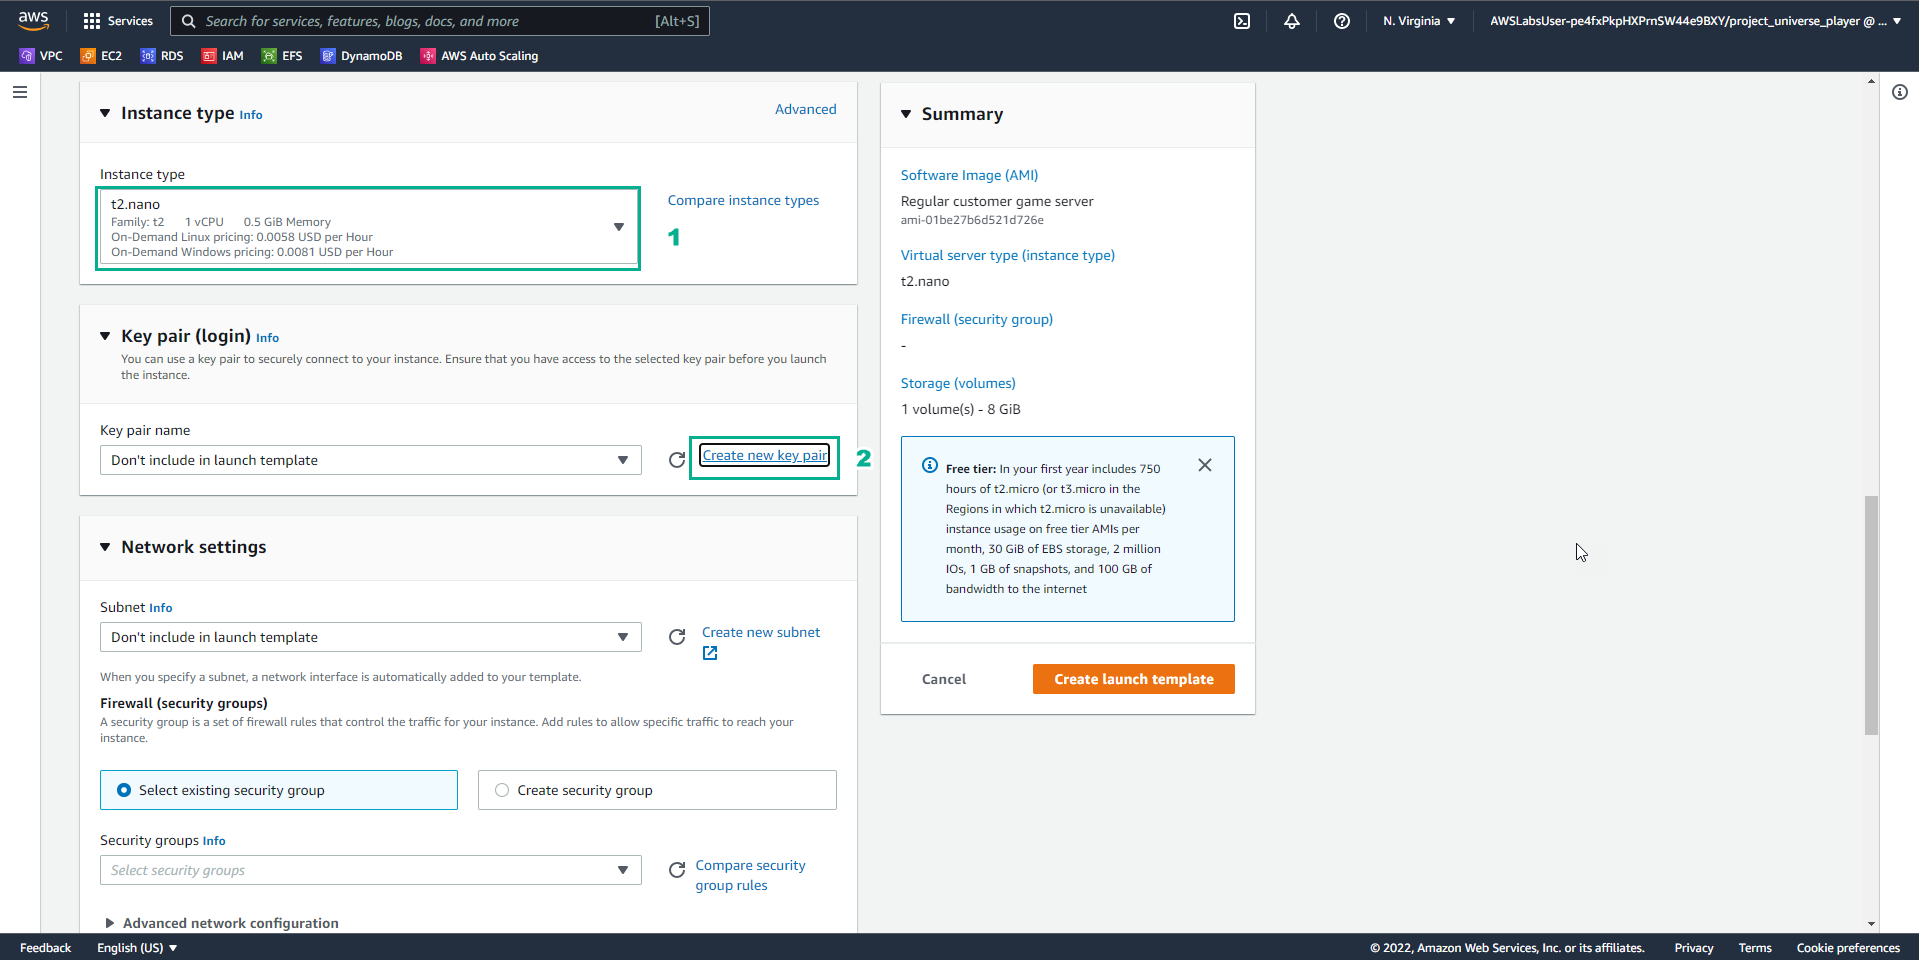 aws
Services
Search for services, features, blogs, docs, and more
[Alt+S]
N. Virginia
AWSLabsUser-pe4fxPkpHXPrnSW44e9BXY/project_universe_player @ ...
VPC
EC2
RDS
IAM
EFS
DynamoDB
AWS Auto Scaling
Instance type Info
Advanced
Instance type
t2.nano
Family: t2 1 vCPU 0.5 GiB Memory
On-Demand Linux pricing: 0.0058 USD per Hour
On-Demand Windows pricing: 0.0081 USD per Hour
Compare instance types
1
Key pair (login) Info
You can use a key pair to securely connect to your instance. Ensure that you have access to the selected key pair before you launch
the instance.
Key pair name
Don't include in launch template
Create new key pair
2
Network settings
Subnet Info
Don't include in launch template
Create new subnet
When you specify a subnet, a network interface is automatically added to your template.
Firewall (security groups)
A security group is a set of firewall rules that control the traffic for your instance. Add rules to allow specific traffic to reach your
instance.
Select existing security group
Create security group
Security groups Info
Select security groups
Compare security
group rules
Advanced network configuration
Summary
Software Image (AMI)
Regular customer game server
ami-01be27b6d521d726e
Virtual server type (instance type)
t2.nano
Firewall (security group)
-
Storage (volumes)
1 volume(s) - 8 GiB
Free tier: In your first year includes 750
hours of t2.micro (or t3.micro in the
Regions in which t2.micro is unavailable)
instance usage on free tier AMIs per
month, 30 GiB of EBS storage, 2 million
IOs, 1 GB of snapshots, and 100 GB of
bandwidth to the internet
Cancel
Create launch template
Feedback
English (US)
© 2022, Amazon Web Services, Inc. or its affiliates.
Privacy
Terms
Cookie preferences